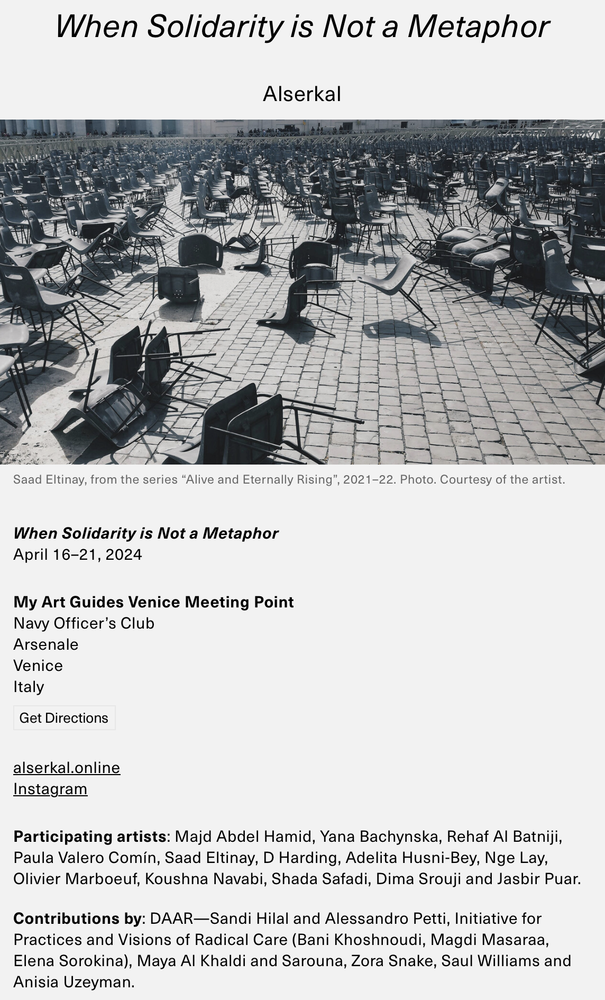 When Solidarity is Not a Metaphor
Alserkal
Saad Eltinay, from the series “Alive and Eternally Rising”, 2021–22. Photo. Courtesy of the artist.
When Solidarity is Not a Metaphor
April 16–21, 2024
My Art Guides Venice Meeting Point
Navy Officer’s Club
Arsenale
Venice
Italy
Get Directions
alserkal.online
Instagram
Participating artists: Majd Abdel Hamid, Yana Bachynska, Rehaf Al Batniji,
Paula Valero Comín, Saad Eltinay, D Harding, Adelita Husni-Bey, Nge Lay,
Olivier Marboeuf, Koushna Navabi, Shada Safadi, Dima Srouji and Jasbir Puar.
Contributions by: DAAR—Sandi Hilal and Alessandro Petti, Initiative for
Practices and Visions of Radical Care (Bani Khoshnoudi, Magdi Masaraa,
Elena Sorokina), Maya Al Khaldi and Sarouna, Zora Snake, Saul Williams and
Anisia Uzeyman.